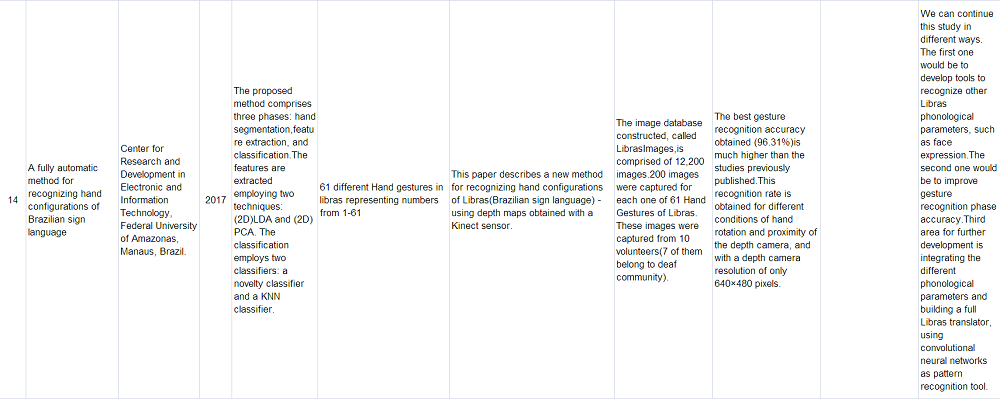 14
A fully automatic
method for
recognizing hand
configurations of
Brazilian sign
language
Center for
Research and
Development in
Electronic and
Information
Technology,
Federal University
of Amazonas,
Manaus, Brazil.
2017
The proposed
method comprises
three phases: hand
segmentation,featu
re extraction, and
classification.The
features are
extracted
employing two
techniques:
(2D)LDA and (2D)
PCA. The
classification
employs two
classifiers: a
novelty classifier
and a KNN
classifier.
61 different Hand gestures in
libras representing numbers
from 1-61
This paper describes a new method
for recognizing hand configurations
of Libras(Brazilian sign language) -
using depth maps obtained with a
Kinect sensor.
The image database
constructed, called
LibrasImages,is
comprised of 12,200
images.200 images
were captured for
each one of 61 Hand
Gestures of Libras.
These images were
captured from 10
volunteers(7 of them
belong to deaf
community).
The best gesture
recognition accuracy
obtained (96.31%)is
much higher than the
studies previously
published.This
recognition rate is
obtained for different
conditions of hand
rotation and proximity of
the depth camera, and
with a depth camera
resolution of only
640×480 pixels.
We can continue
this study in
different ways.
The first one
would be to
develop tools to
recognize other
Libras
phonological
parameters, such
as face
expression.The
second one would
be to improve
gesture
recognition phase
accuracy.Third
area for further
development is
integrating the
different
phonological
parameters and
building a full
Libras translator,
using
convolutional
neural networks
as pattern
recognition tool.